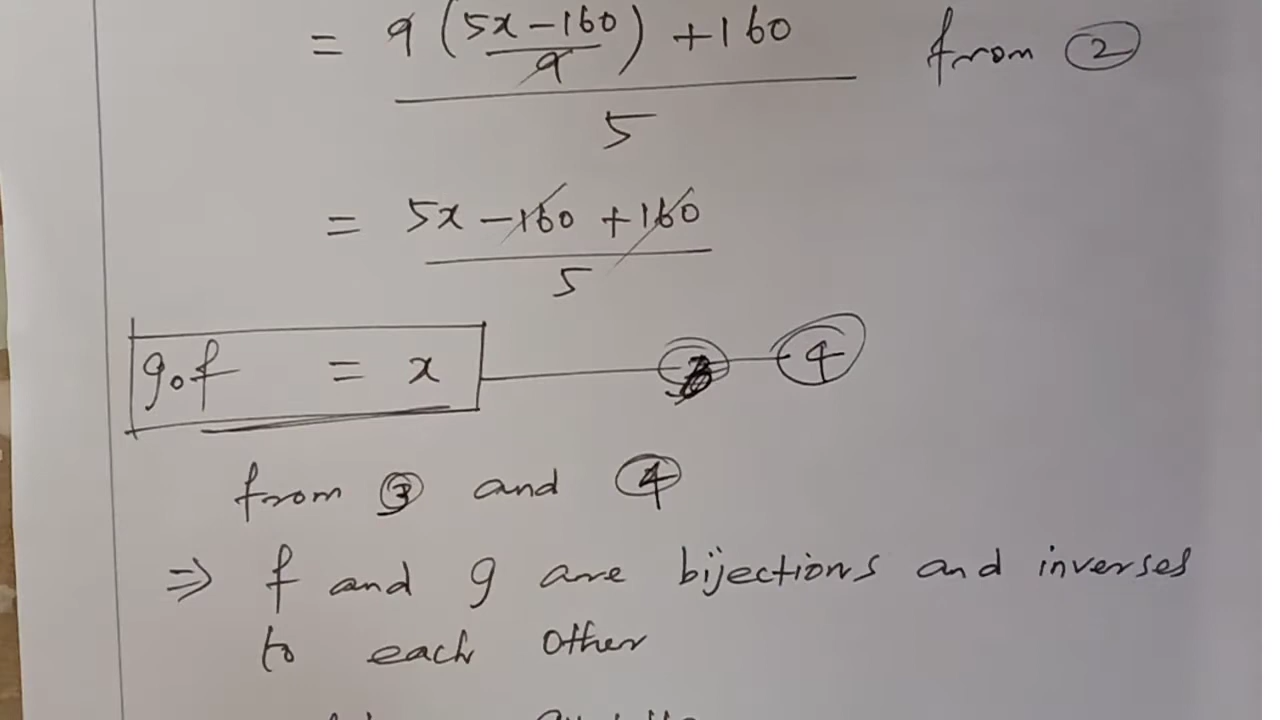 = 9 (5x-160/9) +160 / 5 from ②
= 5x -160 +160 / 5
gof = x ④
from ③ and ④
⇒ f and g are bijections and inverses
to each other